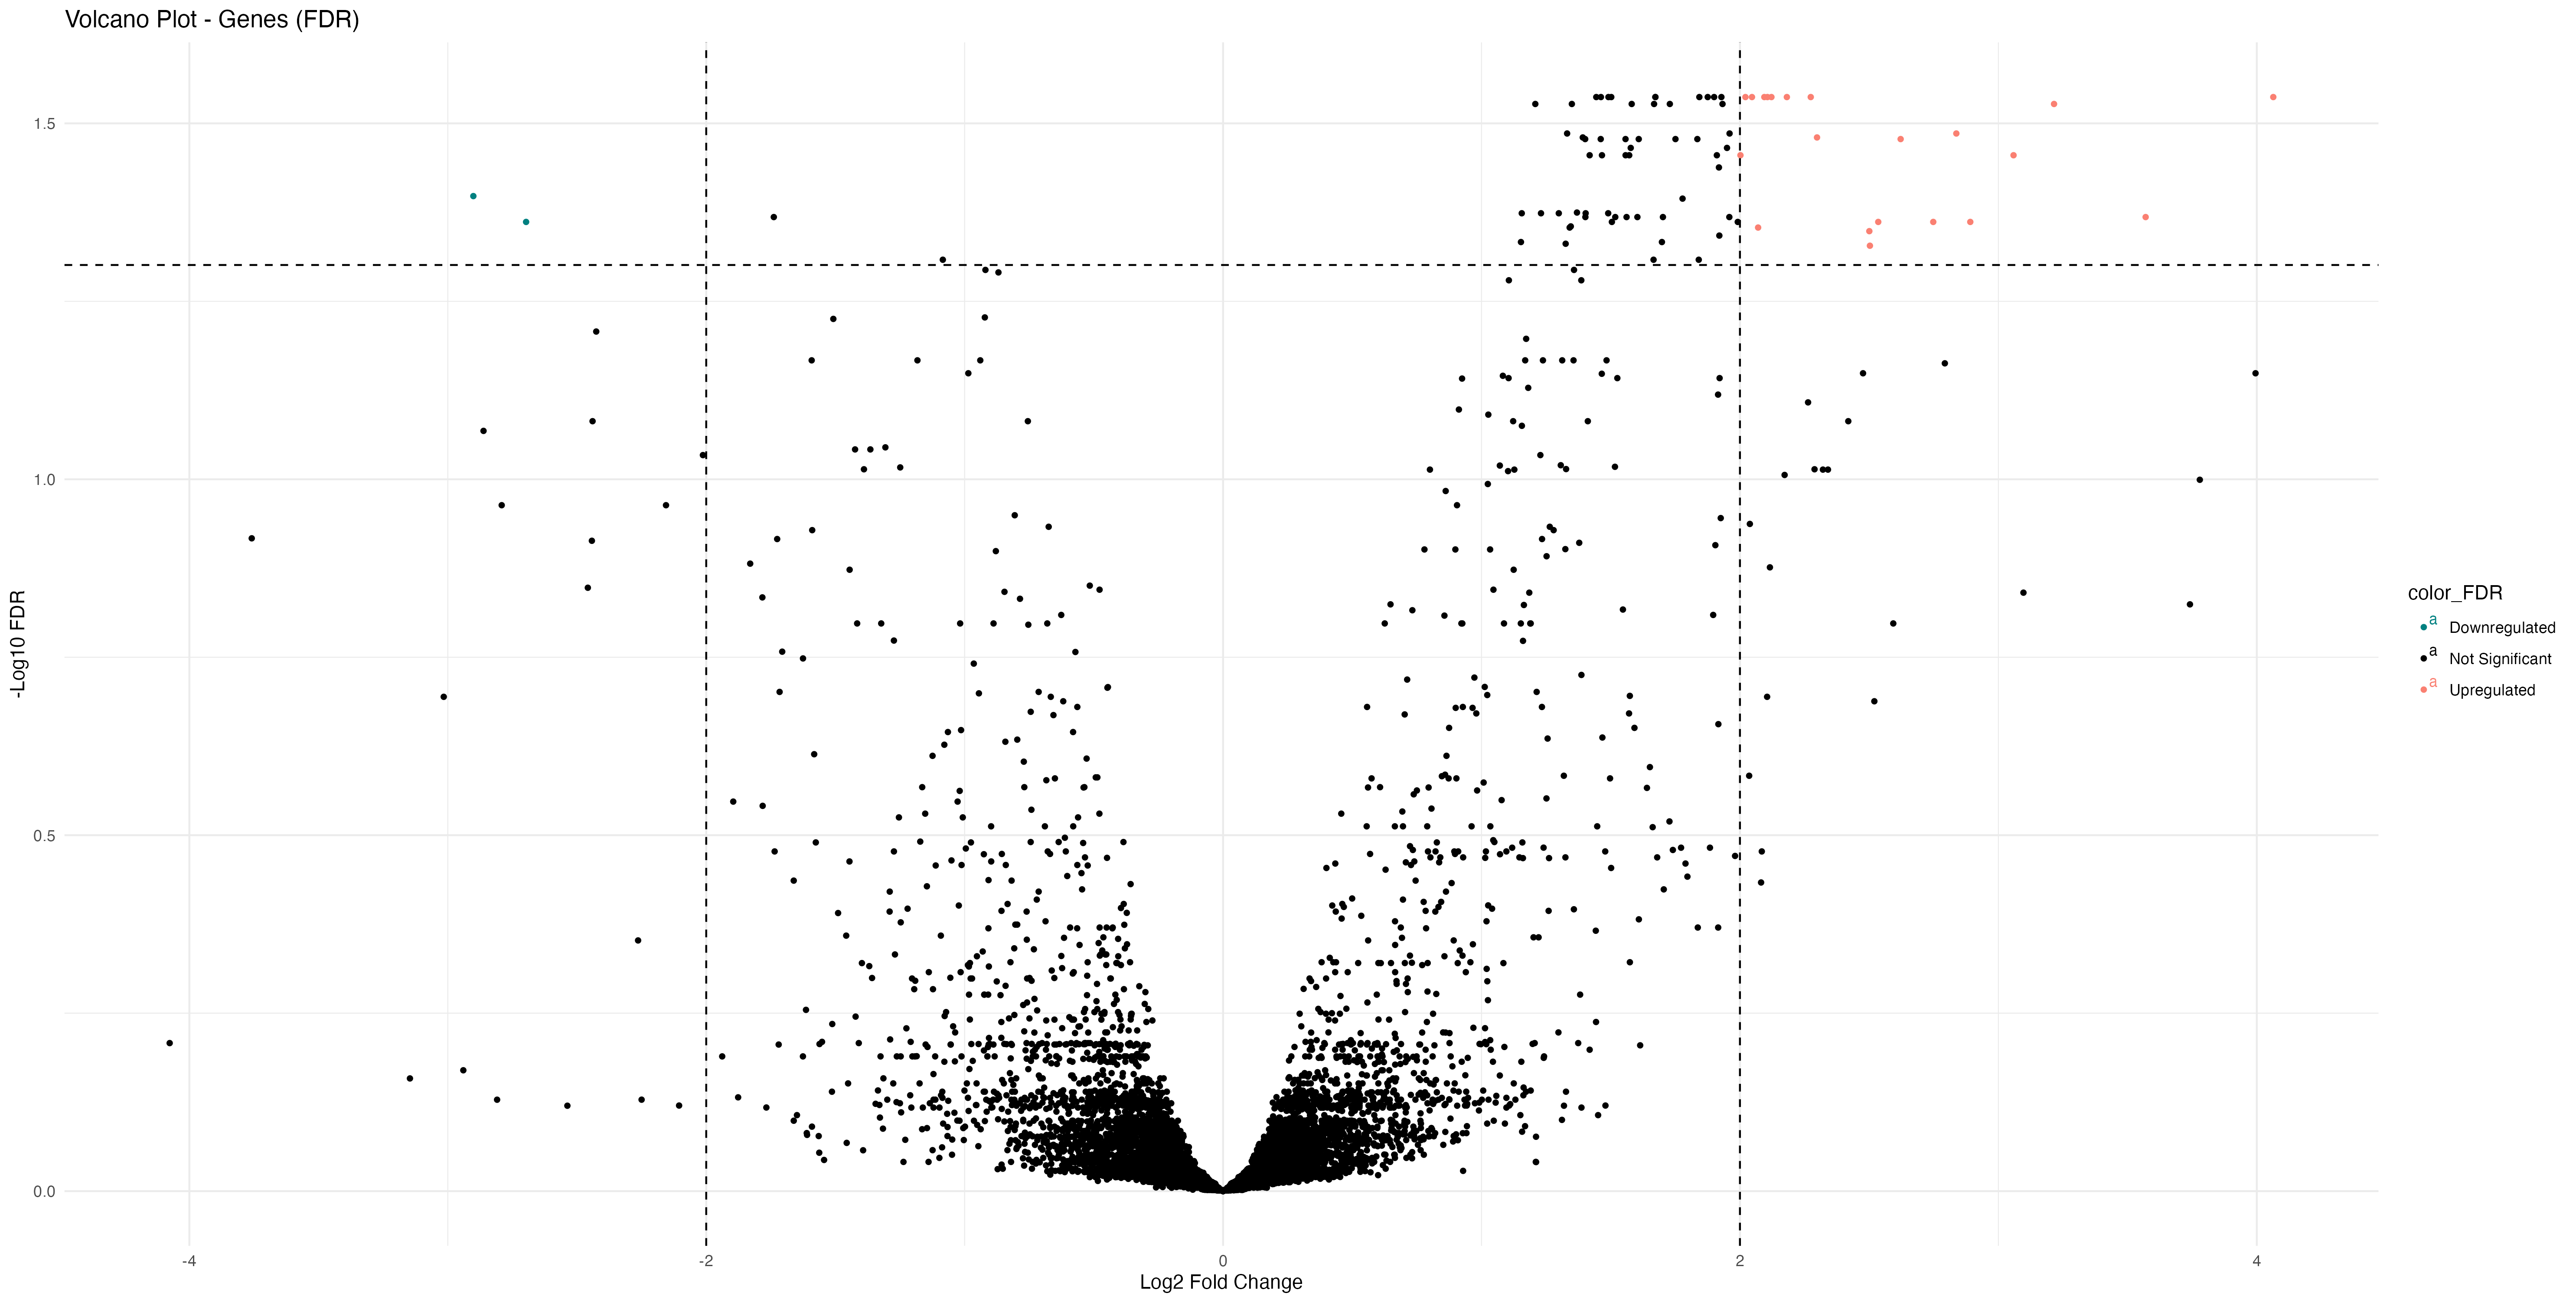 Volcano Plot - Genes (FDR)
1.5
1.0
0.5
0.0
-Log10 FDR
-4
-2
0
2
4
Log2 Fold Change
color_FDR
a Downregulated
a Not Significant
a Upregulated